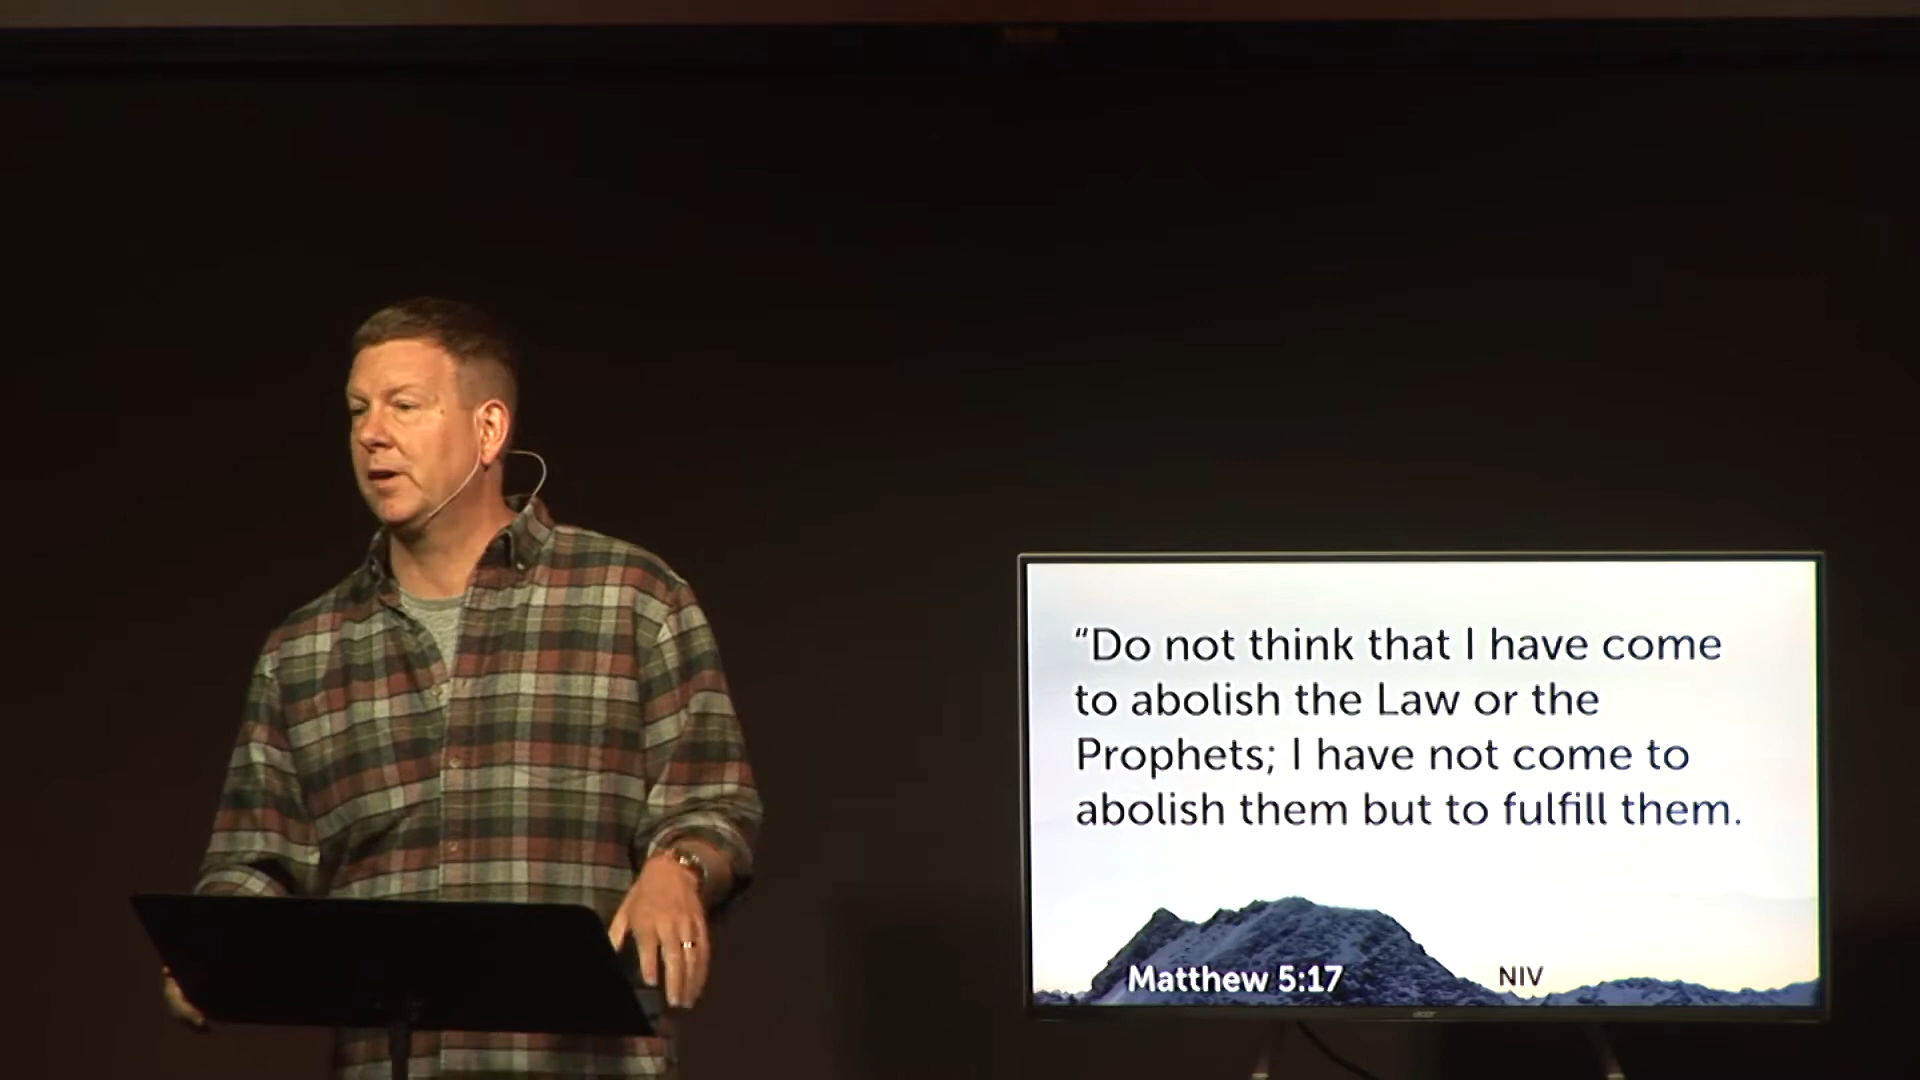 “Do not think that I have come
to abolish the Law or the
Prophets; I have not come to
abolish them but to fulfill them.
Matthew 5:17
NIV
acer